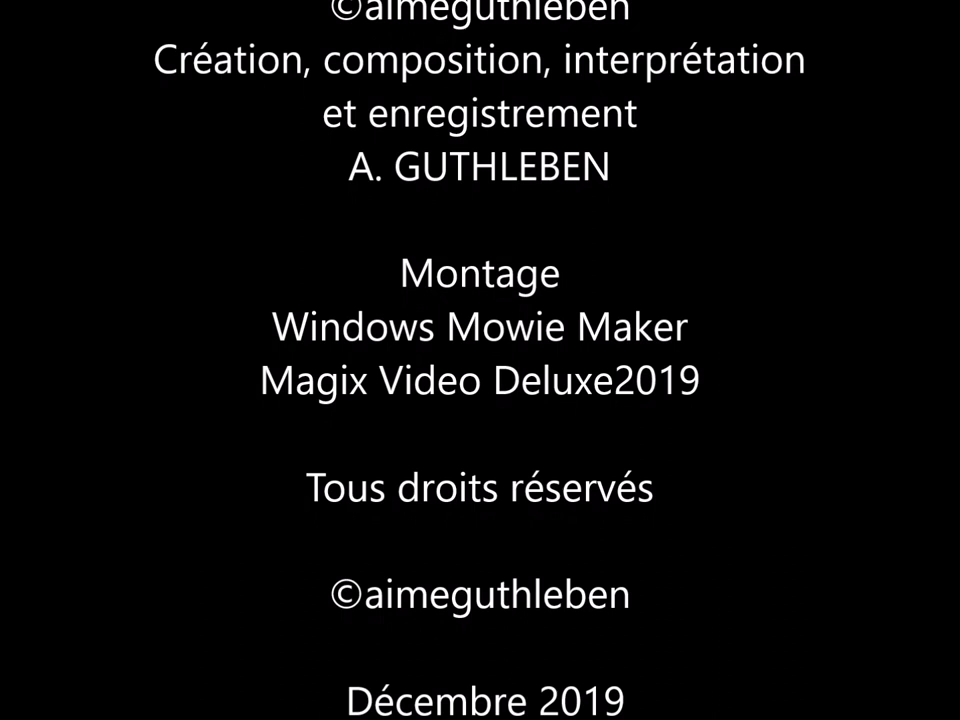 ©aimeguthleben
Création, composition, interprétation
et enregistrement
A. GUTHLEBEN
Montage
Windows Mowie Maker
Magix Video Deluxe2019
Tous droits réservés
©aimeguthleben
Décembre 2019